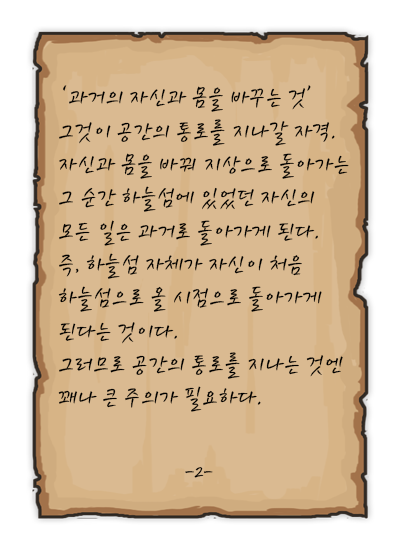 ‘과거의 자신과 몸을 바꾸는 것’
그것이 공간의 통로를 지나갈 자격.
자신과 몸을 바꿔 지상으로 돌아가는
그 순간 하늘섬에 있었던 자신의
모든 일은 과거로 돌아가게 된다.
즉, 하늘섬 자체가 자신이 처음
하늘섬으로 올 시점으로 돌아가게
된다는 것이다.
그러므로 공간의 통로를 지나는 것엔
꽤나 큰 주의가 필요하다.
-2-